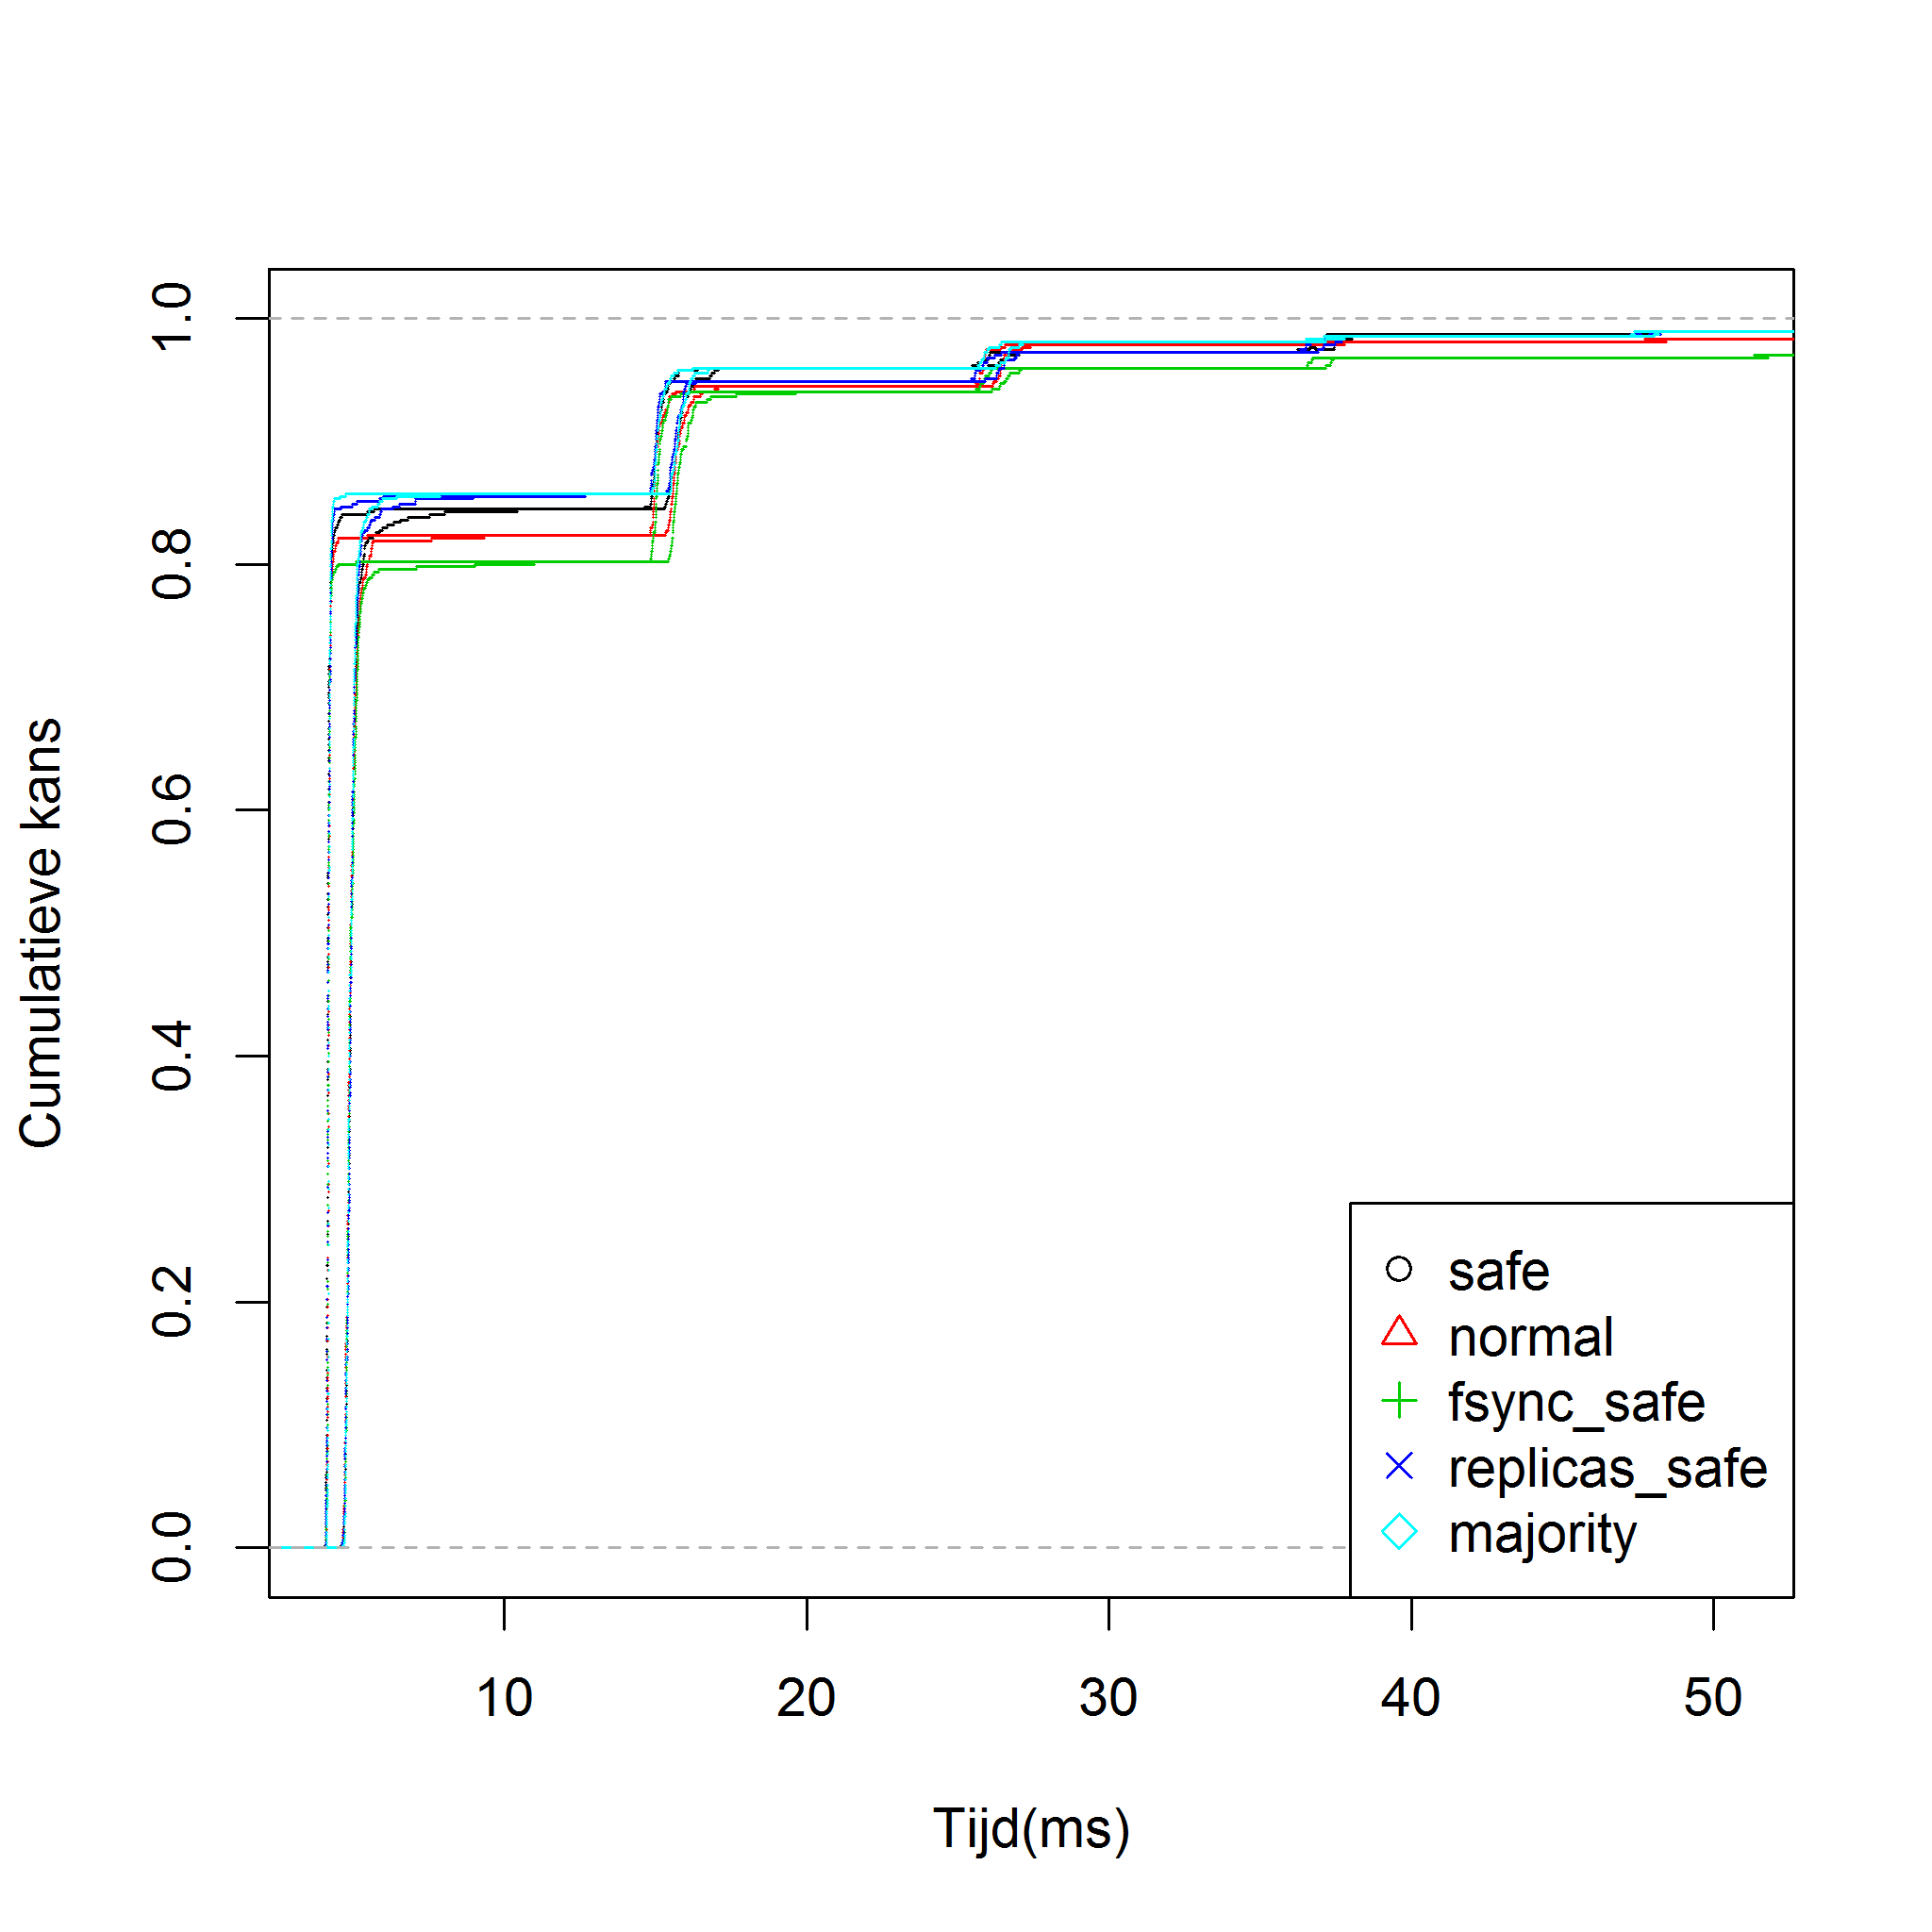 Cumulatieve kans
1.0
0.8
0.6
0.4
0.2
0.0
10 20 30 40 50
Tijd(ms)
safe
normal
fsync_safe
replicas_safe
majority